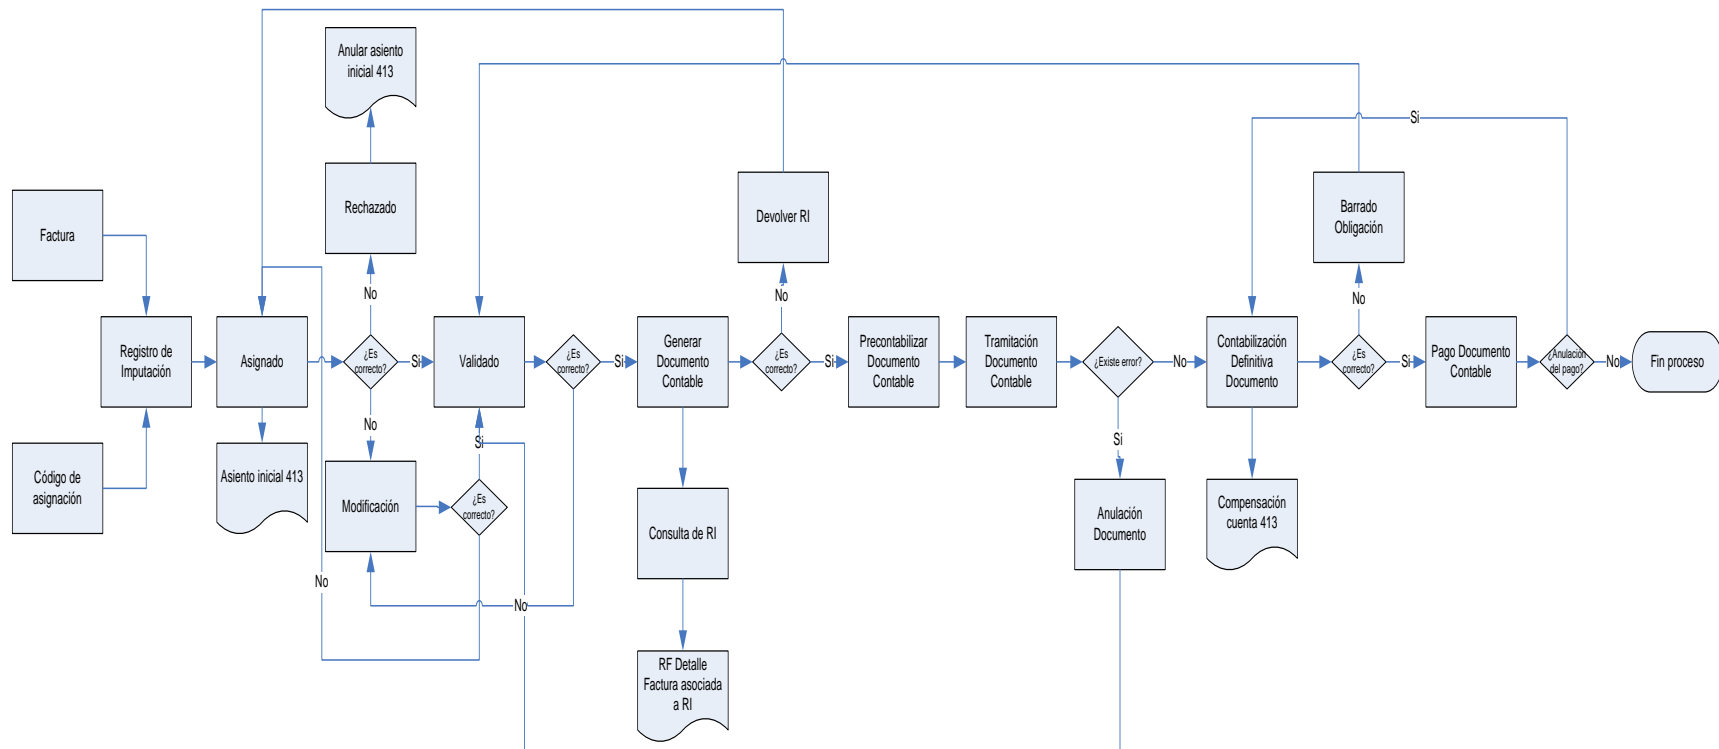 Anular asiento
inicial 413
Si
Rechazado
Devolver RI
Barrado
Obligación
Factura
No
No
No
Registro de
Imputación
Asignado
¿Es
correcto?
Si
Validado
¿Es
correcto?
Si
Generar
Documento
Contable
¿Es
correcto?
Si
Precontabilizar
Documento
Contable
Tramitación
Documento
Contable
¿Existe error?
No
Contabilización
Definitiva
Documento
¿Es
correcto?
Si
Pago Documento
Contable
¿Anulación
del pago?
No
Fin proceso
No
Si
Si
Código de
asignación
Asiento inicial 413
Modificación
¿Es
correcto?
Consulta de RI
Anulación
Documento
Compensación
cuenta 413
No
No
RF Detalle
Factura asociada
a RI